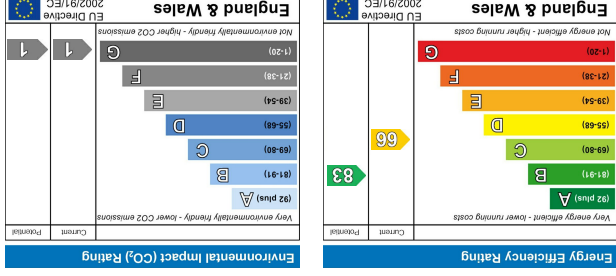 Energy Efficiency Rating
Current
Potential
Very energy efficient - lower running costs
(92 plus) A
(81-91) B
(69-80) C
(55-68) D
(39-54) E
(21-38) F
(1-20) G
83
66
Not energy efficient - higher running costs
England & Wales
EU Directive
2002/91/EC
Environmental Impact (CO₂) Rating
Current
Potential
Very environmentally friendly - lower CO2 emissions
(92 plus) A
(81-91) B
(69-80) C
(55-68) D
(39-54) E
(21-38) F
(1-20) G
1
1
Not environmentally friendly - higher CO2 emissions
England & Wales
EU Directive
2002/91/EC